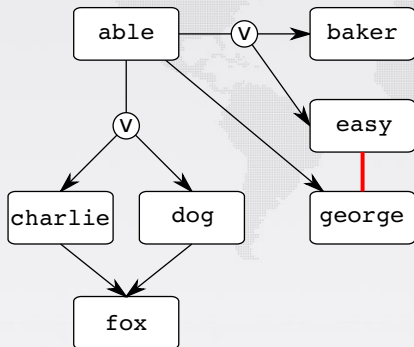 able
v
baker
easy
v
charlie
dog
george
fox